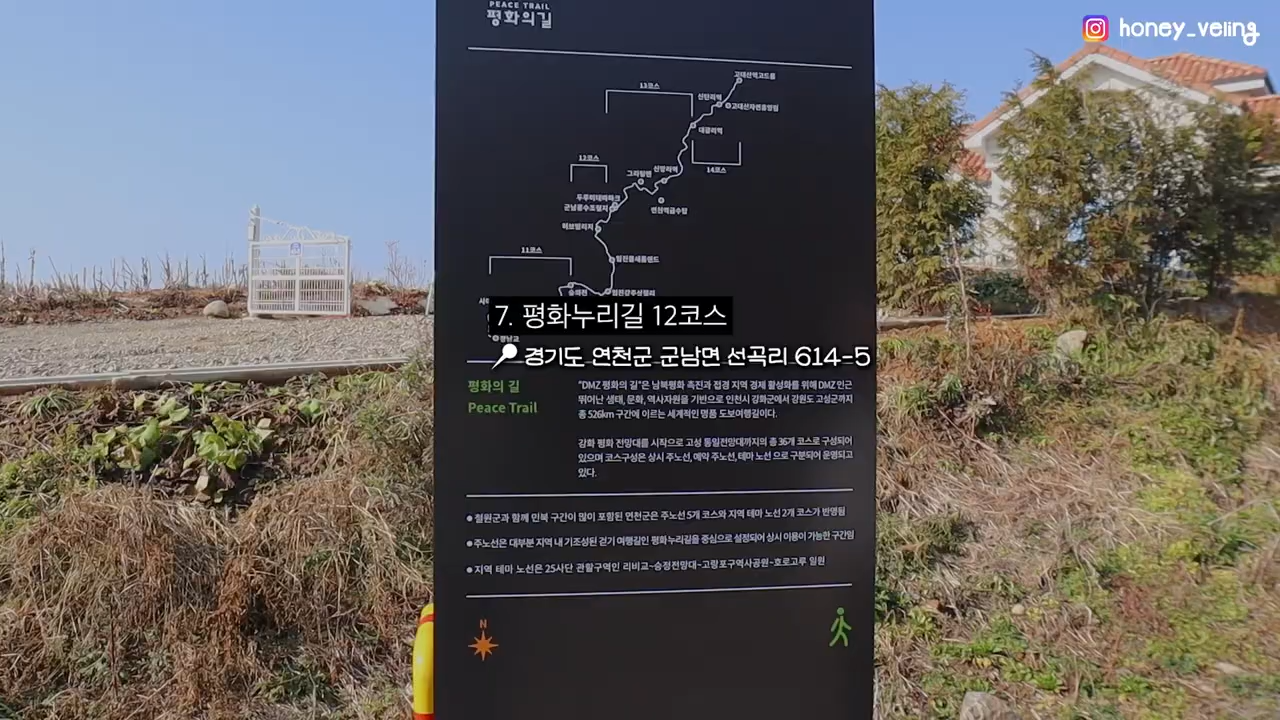 PEACE TRAIL
평화의길
honey_veling
고대산역고드름
13코스
신탄리역
고대산자연휴양림
대광리역
14코스
12코스
그리팅맨
신망리역
연천역급수탑
두루미테마파크
군남홍수조절지
허브빌리지
임진물새롬랜드
11코스
숭의전
임진강주상절리
7. 평화누리길 12코스
경기도 연천군 군남면 선곡리 614-5
평화의 길
Peace Trail
"DMZ 평화의 길"은 남북평화 촉진과 접경 지역 경제 활성화를 위해 DMZ 인근
뛰어난 생태, 문화, 역사자원을 기반으로 인천시 강화군에서 강원도 고성군까지
총 526km 구간에 이르는 세계적인 명품 도보여행길이다.
강화 평화 전망대를 시작으로 고성 통일전망대까지의 총 36개 코스로 구성되어
있으며 코스구성은 상시 주노선, 예약 주노선, 테마 노선 으로 구분되어 운영되고
있다.
● 철원군과 함께 민북 구간이 많이 포함된 연천군은 주노선 5개 코스와 지역 테마 노선 2개 코스가 반영됨
● 주노선은 대부분 지역 내 기조성된 걷기 여행길인 평화누리길을 중심으로 설정되어 상시 이용이 가능한 구간임
● 지역 테마 노선은 25사단 관할구역인 리비교~승정전망대~고랑포구역사공원~호로고루 일원
N